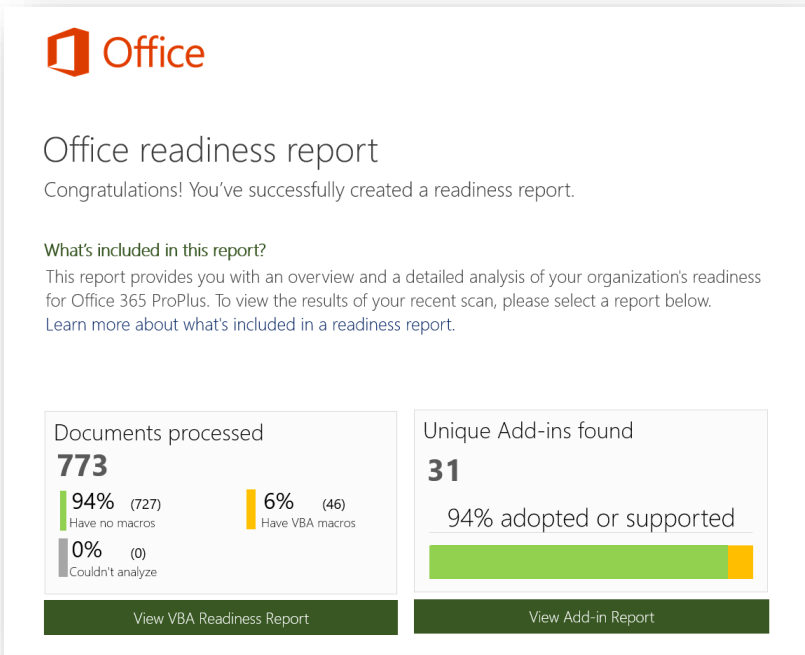 Office
Office readiness report
Congratulations! You've successfully created a readiness report.
What's included in this report?
This report provides you with an overview and a detailed analysis of your organization's readiness
for Office 365 ProPlus. To view the results of your recent scan, please select a report below.
Learn more about what's included in a readiness report.
Documents processed
773
94% (727)
Have no macros
6% (46)
Have VBA macros
0% (0)
Couldn't analyze
View VBA Readiness Report
Unique Add-ins found
31
94% adopted or supported
View Add-in Report